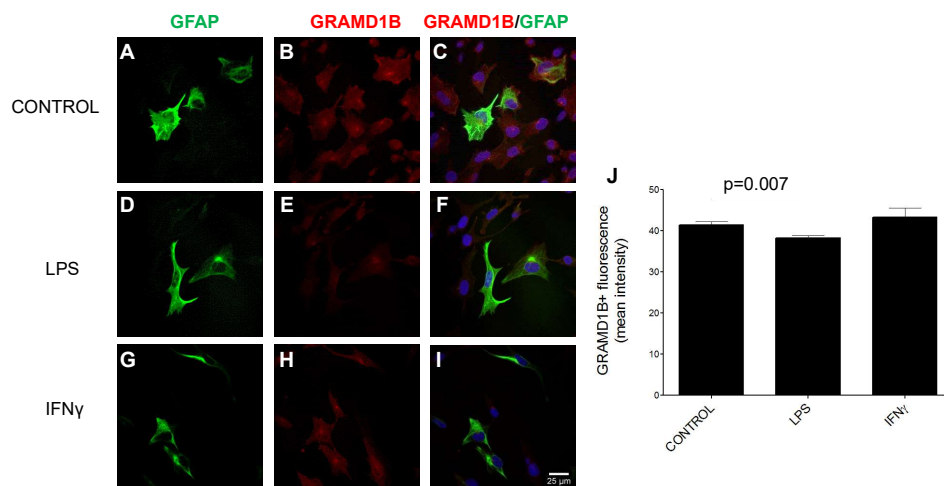 GFAP GRAMD1B GRAMD1B/GFAP
CONTROL A B C
LPS D E F
IFNγ G H I
25 µm
J
p=0.007
GRAMD1B+ fluorescence
(mean intensity)
50
40
30
20
10
0
CONTROL LPS IFNγ